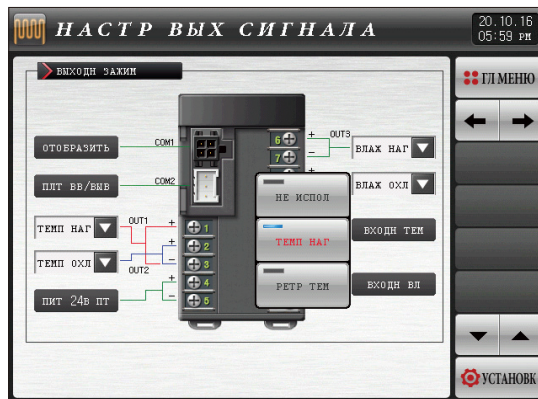 НАСТР ВЫХ СИГНАЛА
20.10.16
05:59 PM
ВЫХОДН ЗАЖИМ
ГЛ МЕНЮ
ОТОБРАЗИТЬ
COM1
6
+
OUT3
ВЛАЖ НАГ
7
-
ПЛТ ВВ/ВЫВ
COM2
ВЛАЖ ОХЛ
НЕ ИСПОЛ
ТЕМП НАГ
OUT1
+
1
ТЕМП НАГ
ВХОДН ТЕМ
-
2
+
ТЕМП ОХЛ
OUT2
-
3
РЕТР ТЕМ
ВХОДН ВЛ
+
4
ПИТ 24В ПТ
-
5
УСТАНОВК